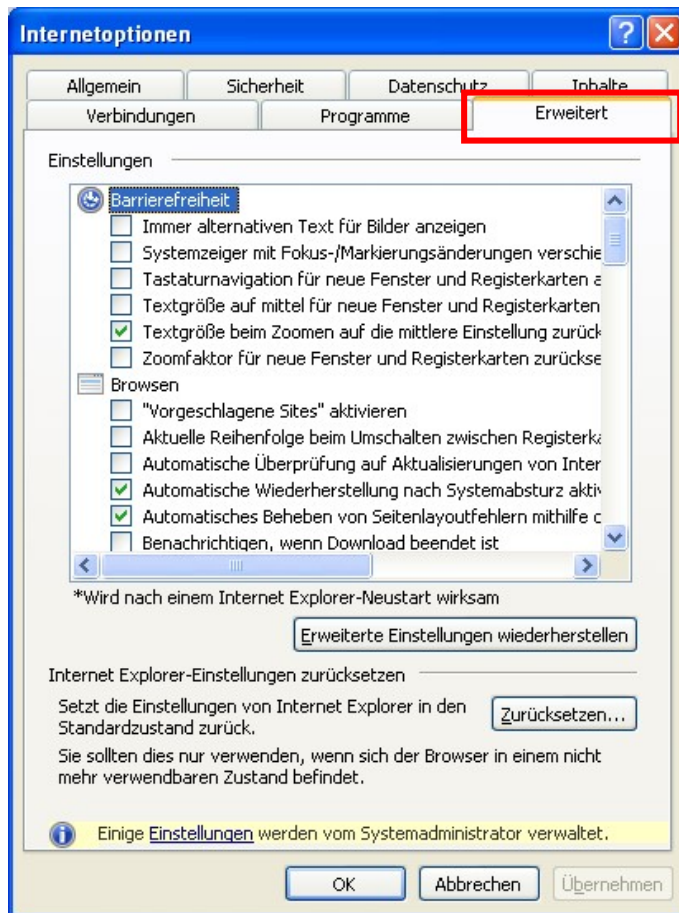 Internetoptionen
Allgemein Sicherheit Datenschutz Inhalte
Verbindungen Programme Erweitert
Einstellungen
Barrierefreiheit
Immer alternativen Text für Bilder anzeigen
Systemzeiger mit Fokus-/Markierungsänderungen verschie
Tastaturnavigation für neue Fenster und Registerkarten a
Textgröße auf mittel für neue Fenster und Registerkarten
Textgröße beim Zoomen auf die mittlere Einstellung zurück
Zoomfaktor für neue Fenster und Registerkarten zurückse
Browsen
"Vorgeschlagene Sites" aktivieren
Aktuelle Reihenfolge beim Umschalten zwischen Registerka
Automatische Überprüfung auf Aktualisierungen von Inter
Automatische Wiederherstellung nach Systemabsturz aktiv
Automatisches Beheben von Seitenlayoutfehlern mithilfe
Benachrichtigen, wenn Download beendet ist
*Wird nach einem Internet Explorer-Neustart wirksam
Erweiterte Einstellungen wiederherstellen
Internet Explorer-Einstellungen zurücksetzen
Setzt die Einstellungen von Internet Explorer in den
Standardzustand zurück.
Zurücksetzen...
Sie sollten dies nur verwenden, wenn sich der Browser in einem nicht
mehr verwendbaren Zustand befindet.
Einige Einstellungen werden vom Systemadministrator verwaltet.
OK Abbrechen Übernehmen